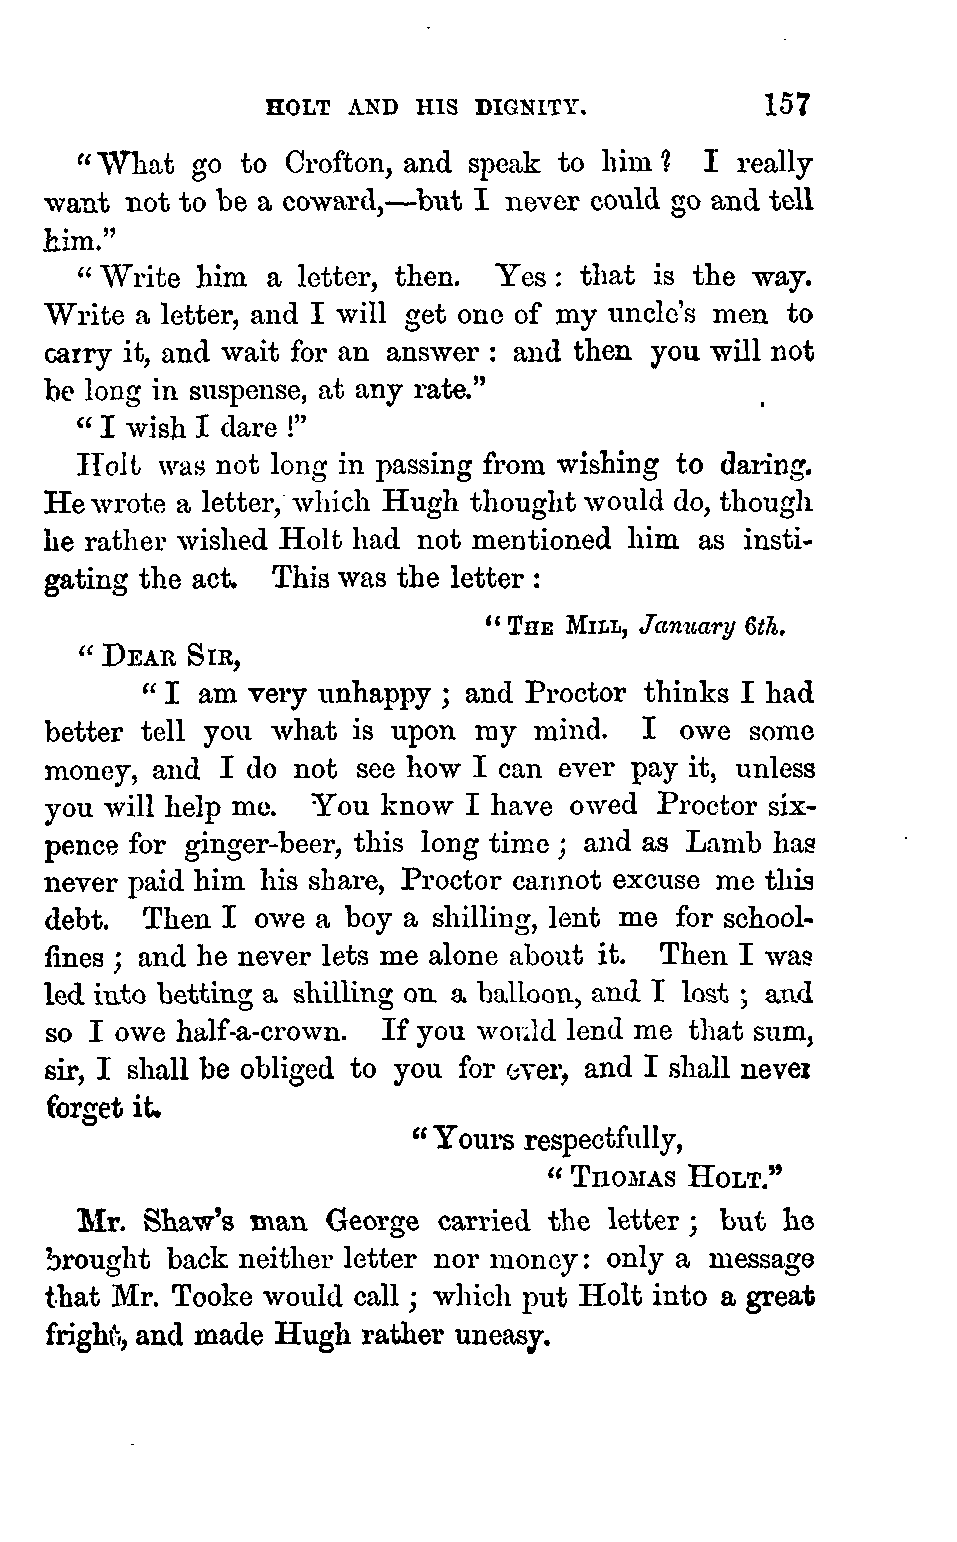 HOLT AND HIS DIGNITY. 157
"What go to Crofton, and speak to him? I really
want not to be a coward,—but I never could go and tell
him."
"Write him a letter, then. Yes: that is the way.
Write a letter, and I will get one of my uncle's men to
carry it, and wait for an answer: and then you will not
be long in suspense, at any rate."
"I wish I dare!"
Holt was not long in passing from wishing to daring.
He wrote a letter, which Hugh thought would do, though
he rather wished Holt had not mentioned him as insti-
gating the act. This was the letter:
"THE MILL, January 6th.
"DEAR SIR,
"I am very unhappy; and Proctor thinks I had
better tell you what is upon my mind. I owe some
money, and I do not see how I can ever pay it, unless
you will help me. You know I have owed Proctor six-
pence for ginger-beer, this long time; and as Lamb has
never paid him his share, Proctor cannot excuse me this
debt. Then I owe a boy a shilling, lent me for school-
fines; and he never lets me alone about it. Then I was
led into betting a shilling on a balloon, and I lost; and
so I owe half-a-crown. If you would lend me that sum,
sir, I shall be obliged to you for ever, and I shall never
forget it.
"Yours respectfully,
"THOMAS HOLT."
Mr. Shaw's man George carried the letter; but he
brought back neither letter nor money: only a message
that Mr. Tooke would call; which put Holt into a great
fright, and made Hugh rather uneasy.